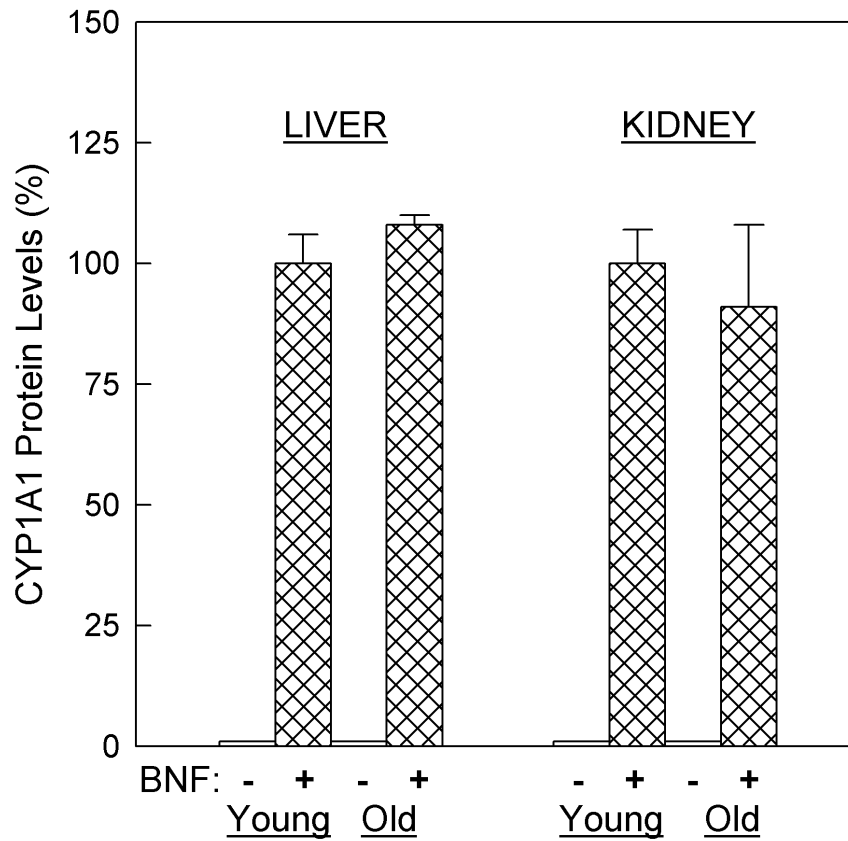 150
LIVER KIDNEY
125
100
75
50
25
0
CYP1A1 Protein Levels (%)
BNF: - + - + - + - +
Young Old Young Old